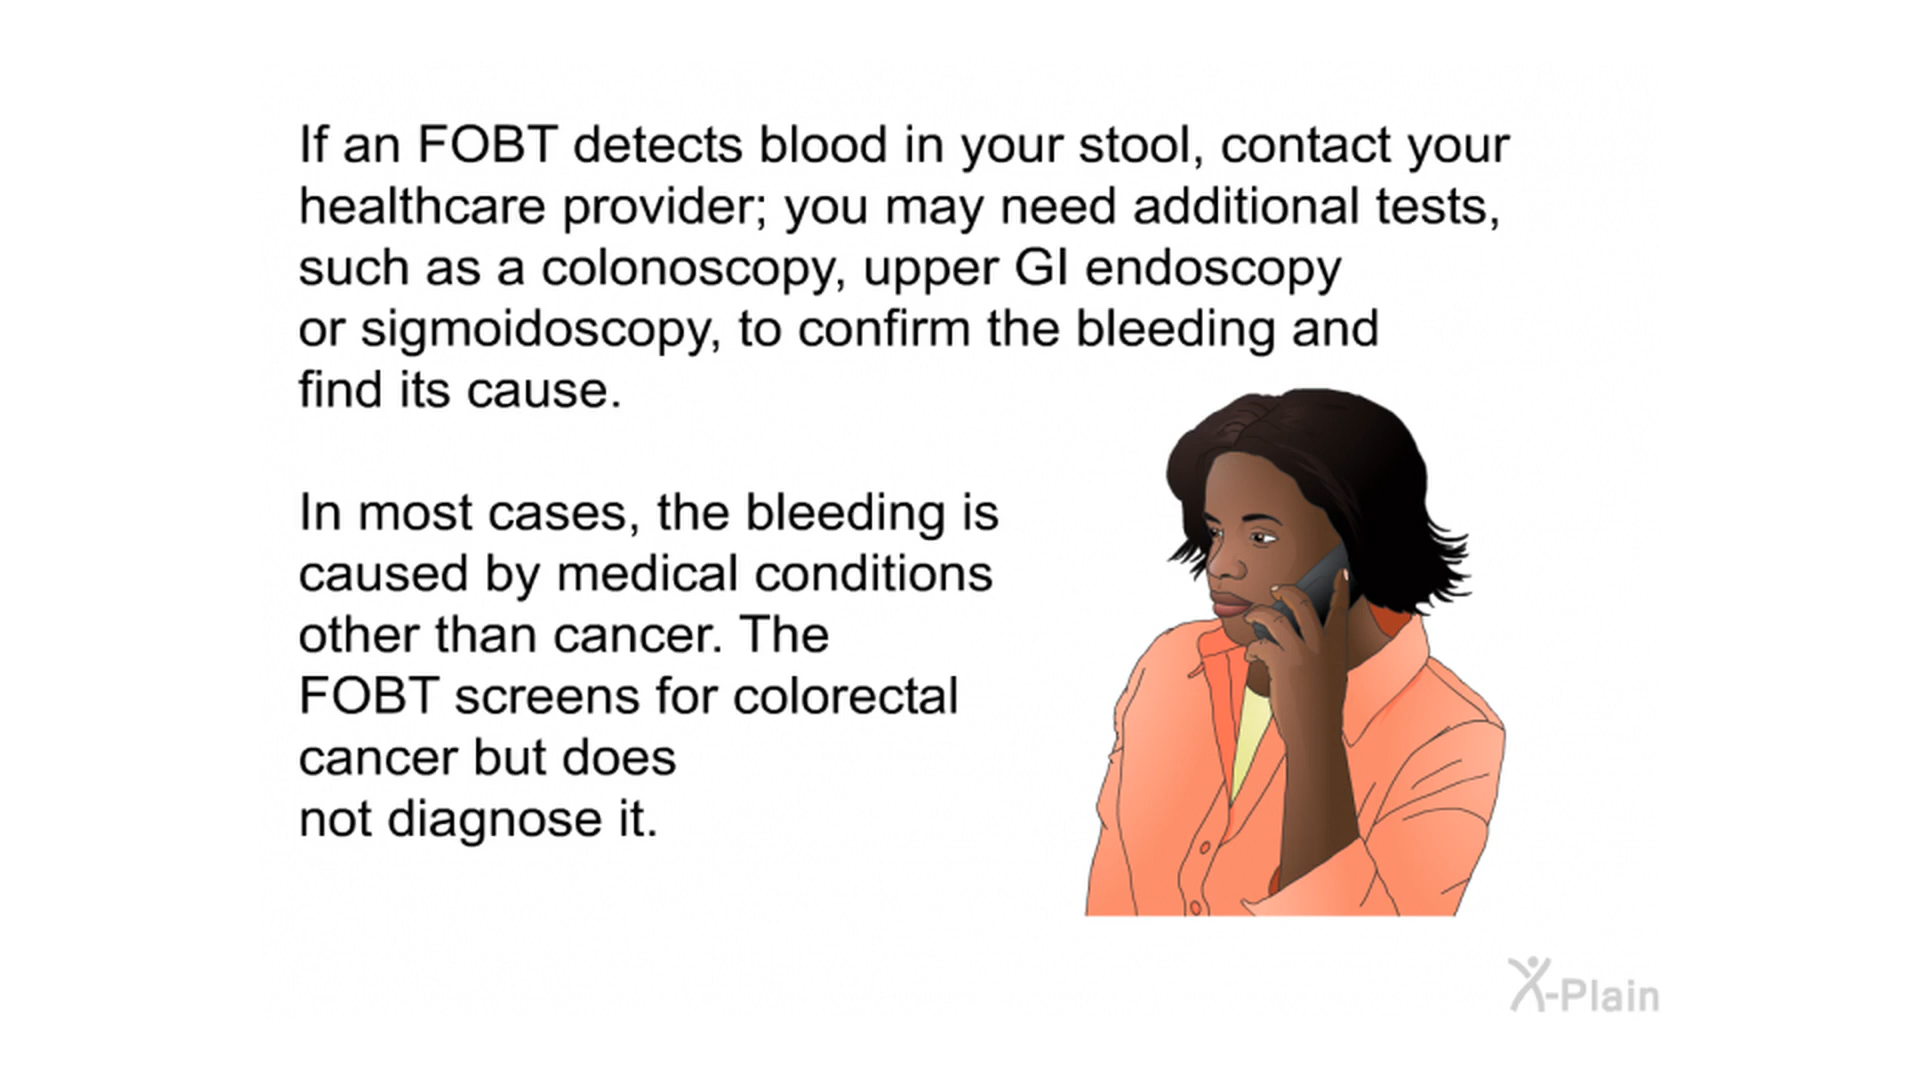 If an FOBT detects blood in your stool, contact your
healthcare provider; you may need additional tests,
such as a colonoscopy, upper GI endoscopy
or sigmoidoscopy, to confirm the bleeding and
find its cause.
In most cases, the bleeding is
caused by medical conditions
other than cancer. The
FOBT screens for colorectal
cancer but does
not diagnose it.
X-Plain